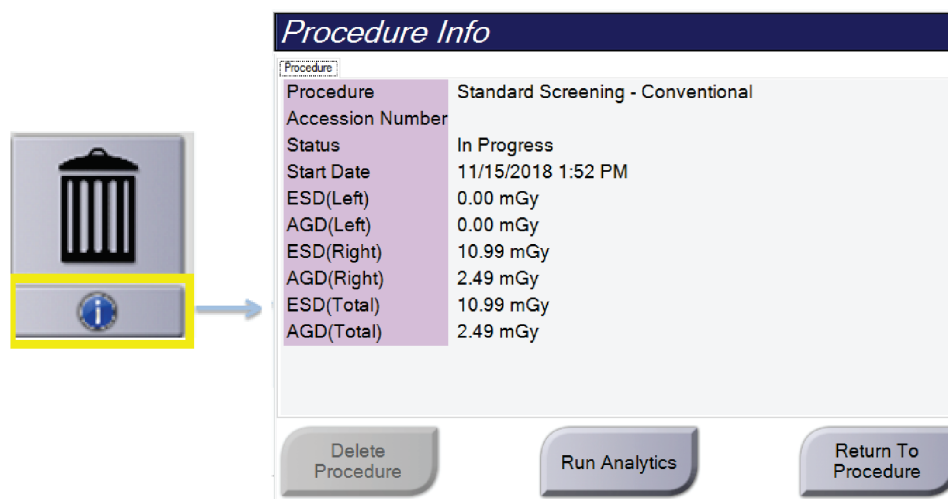 Procedure Info
Procedure
Procedure Standard Screening - Conventional
Accession Number
Status In Progress
Start Date 11/15/2018 1:52 PM
ESD(Left) 0.00 mGy
AGD(Left) 0.00 mGy
ESD(Right) 10.99 mGy
AGD(Right) 2.49 mGy
ESD(Total) 10.99 mGy
AGD(Total) 2.49 mGy
Delete
Procedure
Run Analytics
Return To
Procedure